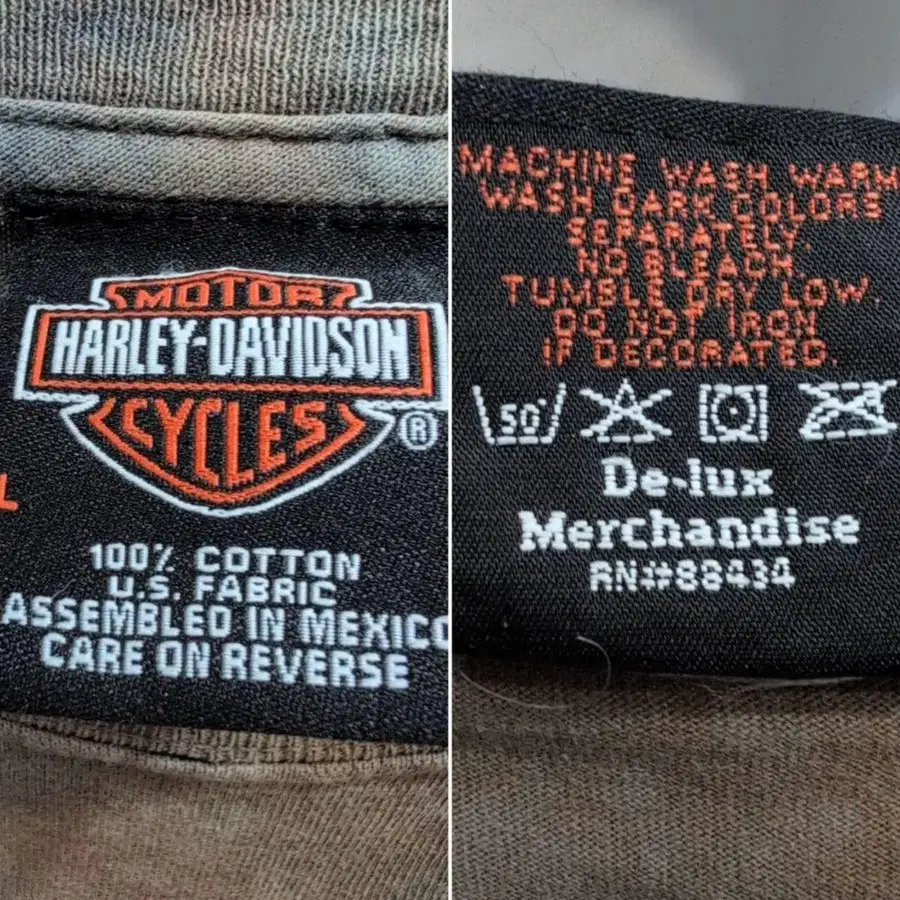 MOTOR
HARLEY-DAVIDSON
CYCLES
®
L
100% COTTON
U.S. FABRIC
ASSEMBLED IN MEXICO
CARE ON REVERSE
MACHINE WASH WARM
WASH DARK COLORS
SEPARATELY.
NO BLEACH.
TUMBLE DRY LOW.
DO NOT IRON
IF DECORATED.
50°
De-lux
Merchandise
RN#88434